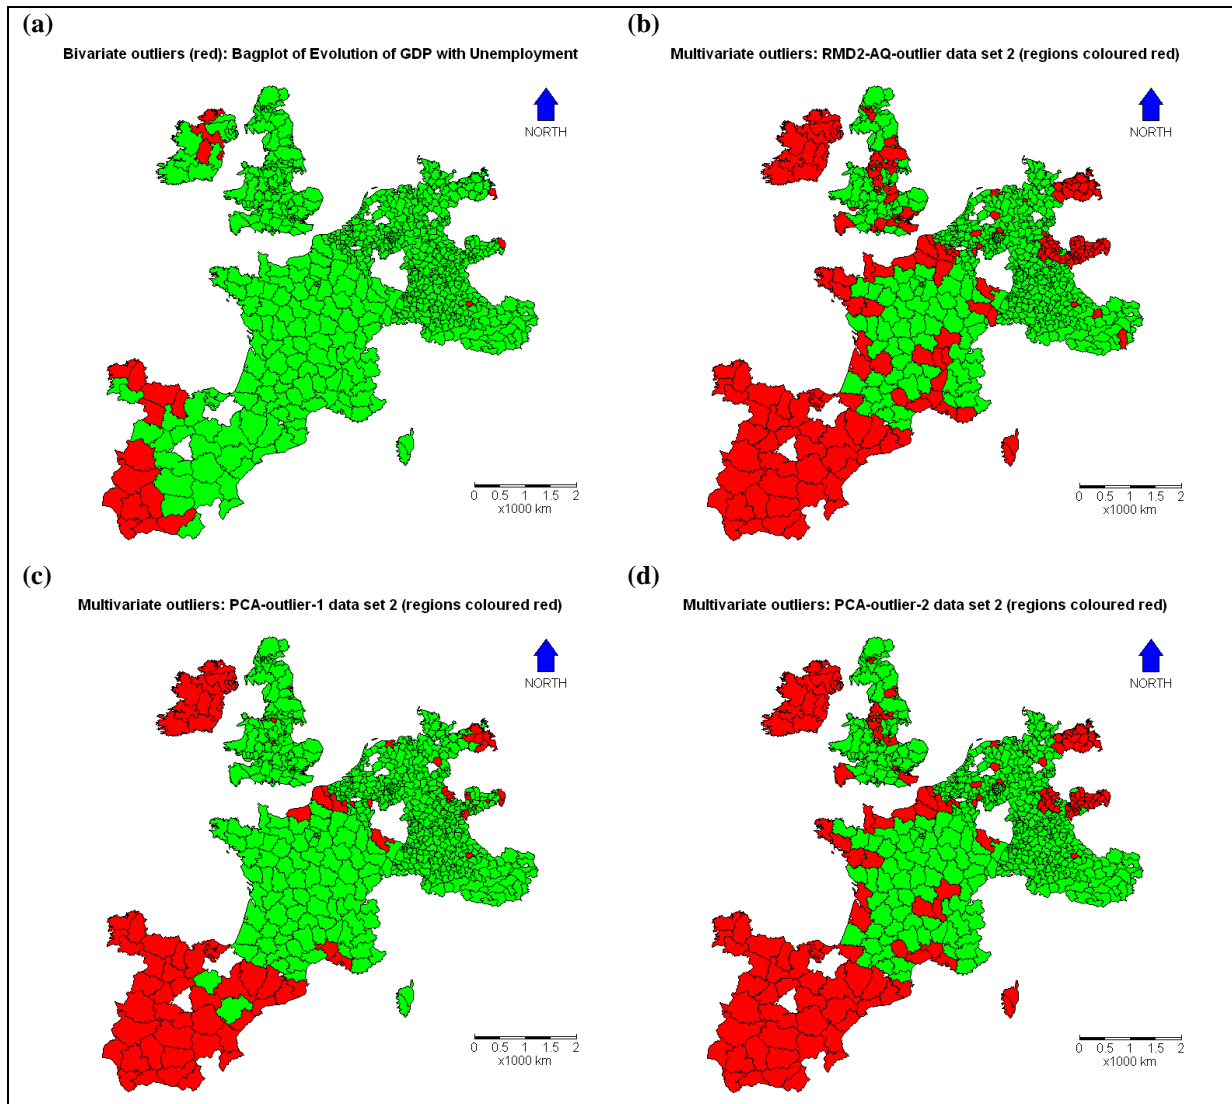 (a)
Bivariate outliers (red): Bagplot of Evolution of GDP with Unemployment
NORTH
0 0.5 1 1.5 2
x1000 km
(b)
Multivariate outliers: RMD2-AQ-outlier data set 2 (regions coloured red)
NORTH
0 0.5 1 1.5 2
x1000 km
(c)
Multivariate outliers: PCA-outlier-1 data set 2 (regions coloured red)
NORTH
0 0.5 1 1.5 2
x1000 km
(d)
Multivariate outliers: PCA-outlier-2 data set 2 (regions coloured red)
NORTH
0 0.5 1 1.5 2
x1000 km